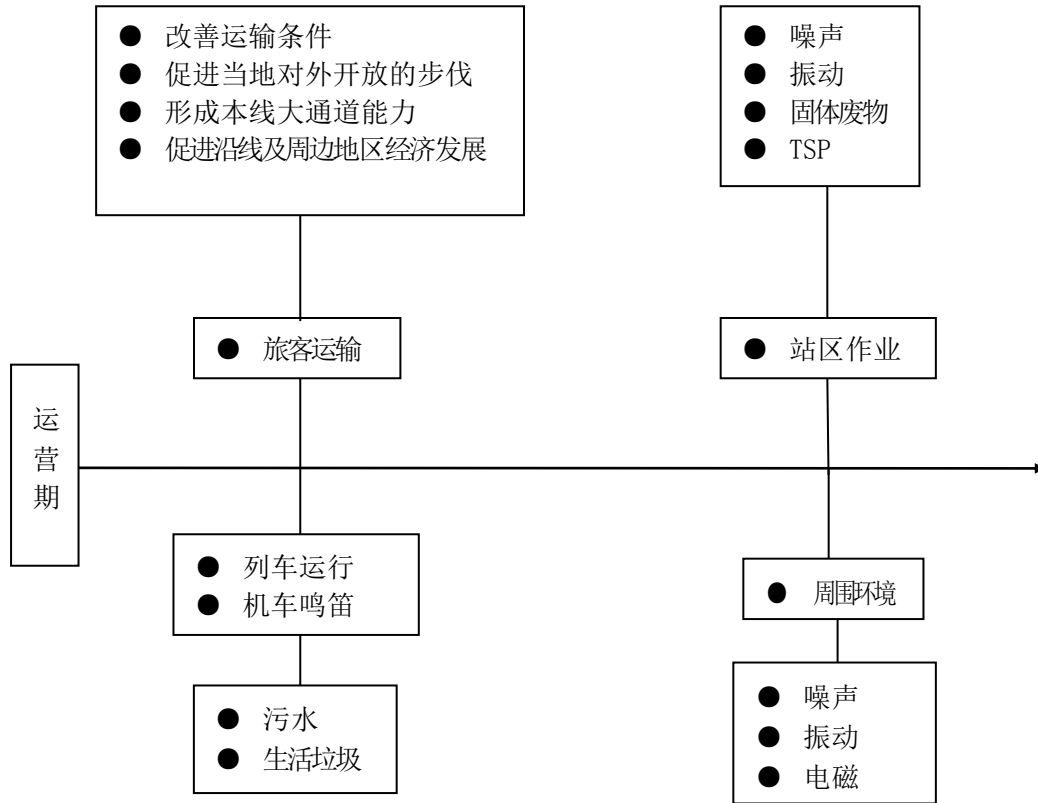 改善运输条件
促进当地对外开放的步伐
形成本线大通道能力
促进沿线及周边地区经济发展
噪声
振动
固体废物
TSP
旅客运输
站区作业
运
营
期
列车运行
机车鸣笛
周围环境
污水
生活垃圾
噪声
振动
电磁